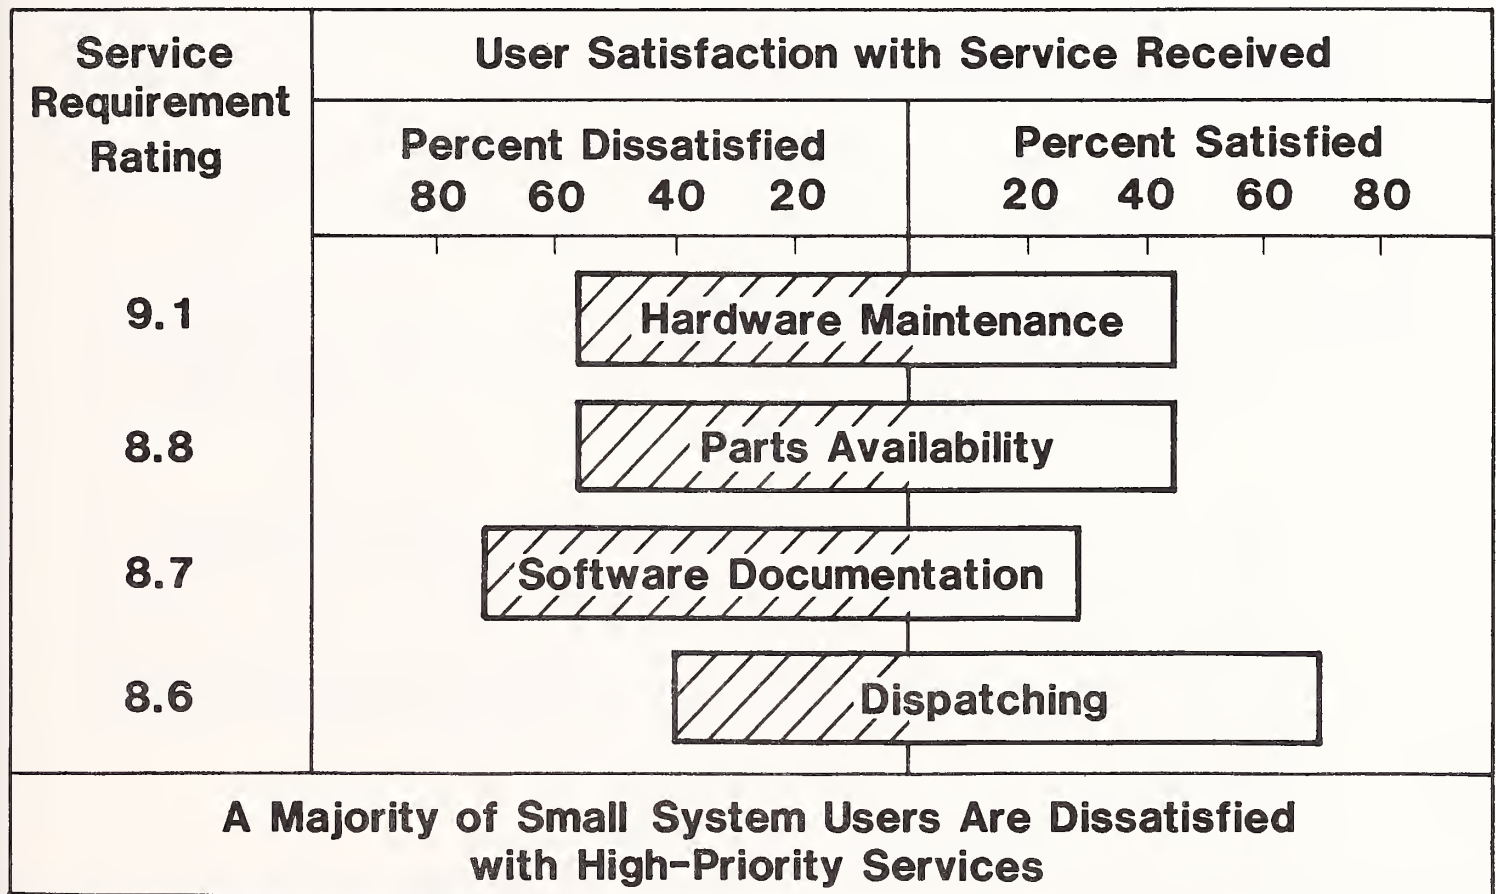 Service
Requirement
Rating
User Satisfaction with Service Received
Percent Dissatisfied
Percent Satisfied
80 60 40 20
20 40 60 80
9.1
Hardware Maintenance
8.8
Parts Availability
8.7
Software Documentation
8.6
Dispatching
A Majority of Small System Users Are Dissatisfied
with High-Priority Services